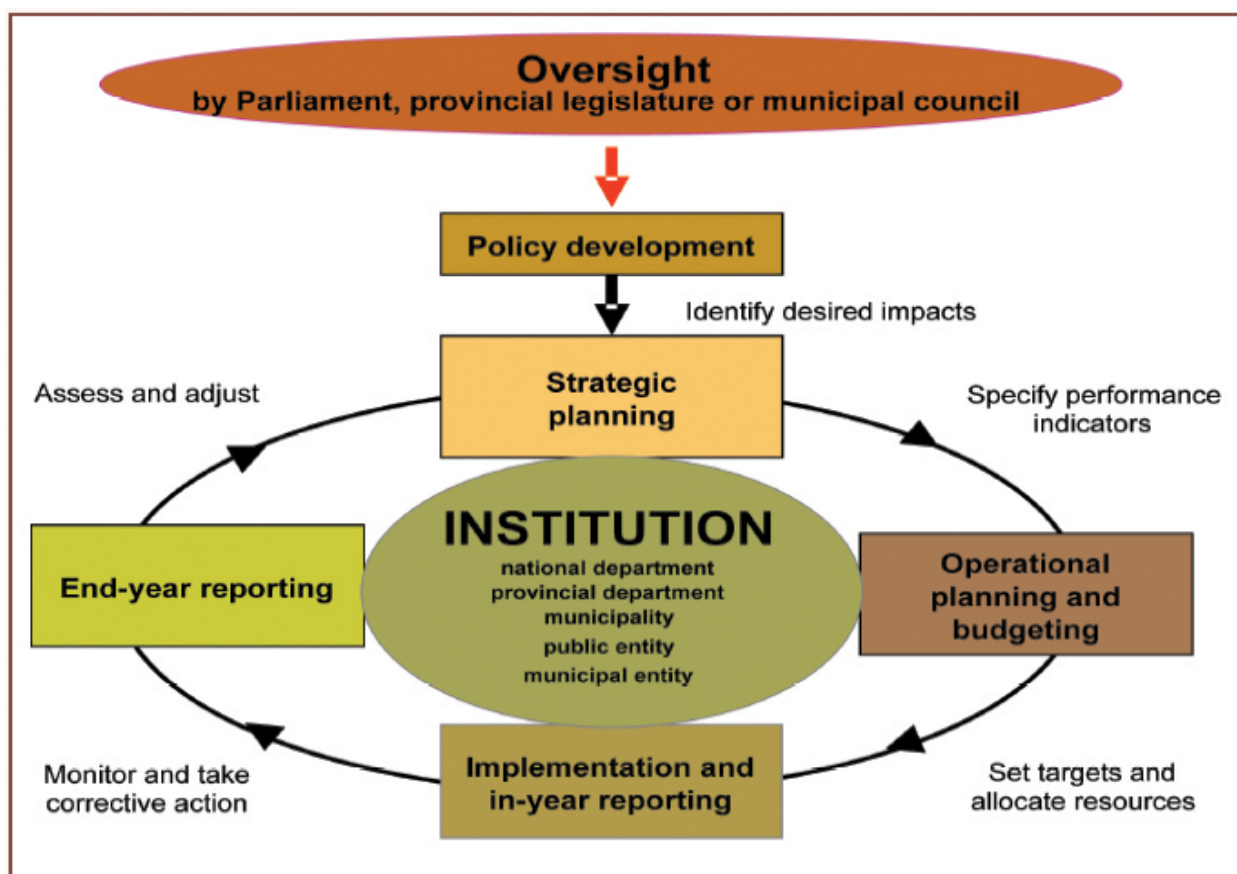 Oversight
by Parliament, provincial legislature or municipal council
Policy development
Identify desired impacts
Strategic
planning
Assess and adjust
Specify performance
indicators
INSTITUTION
national department
provincial department
municipality
public entity
municipal entity
End-year reporting
Operational
planning and
budgeting
Implementation and
in-year reporting
Monitor and take
corrective action
Set targets and
allocate resources